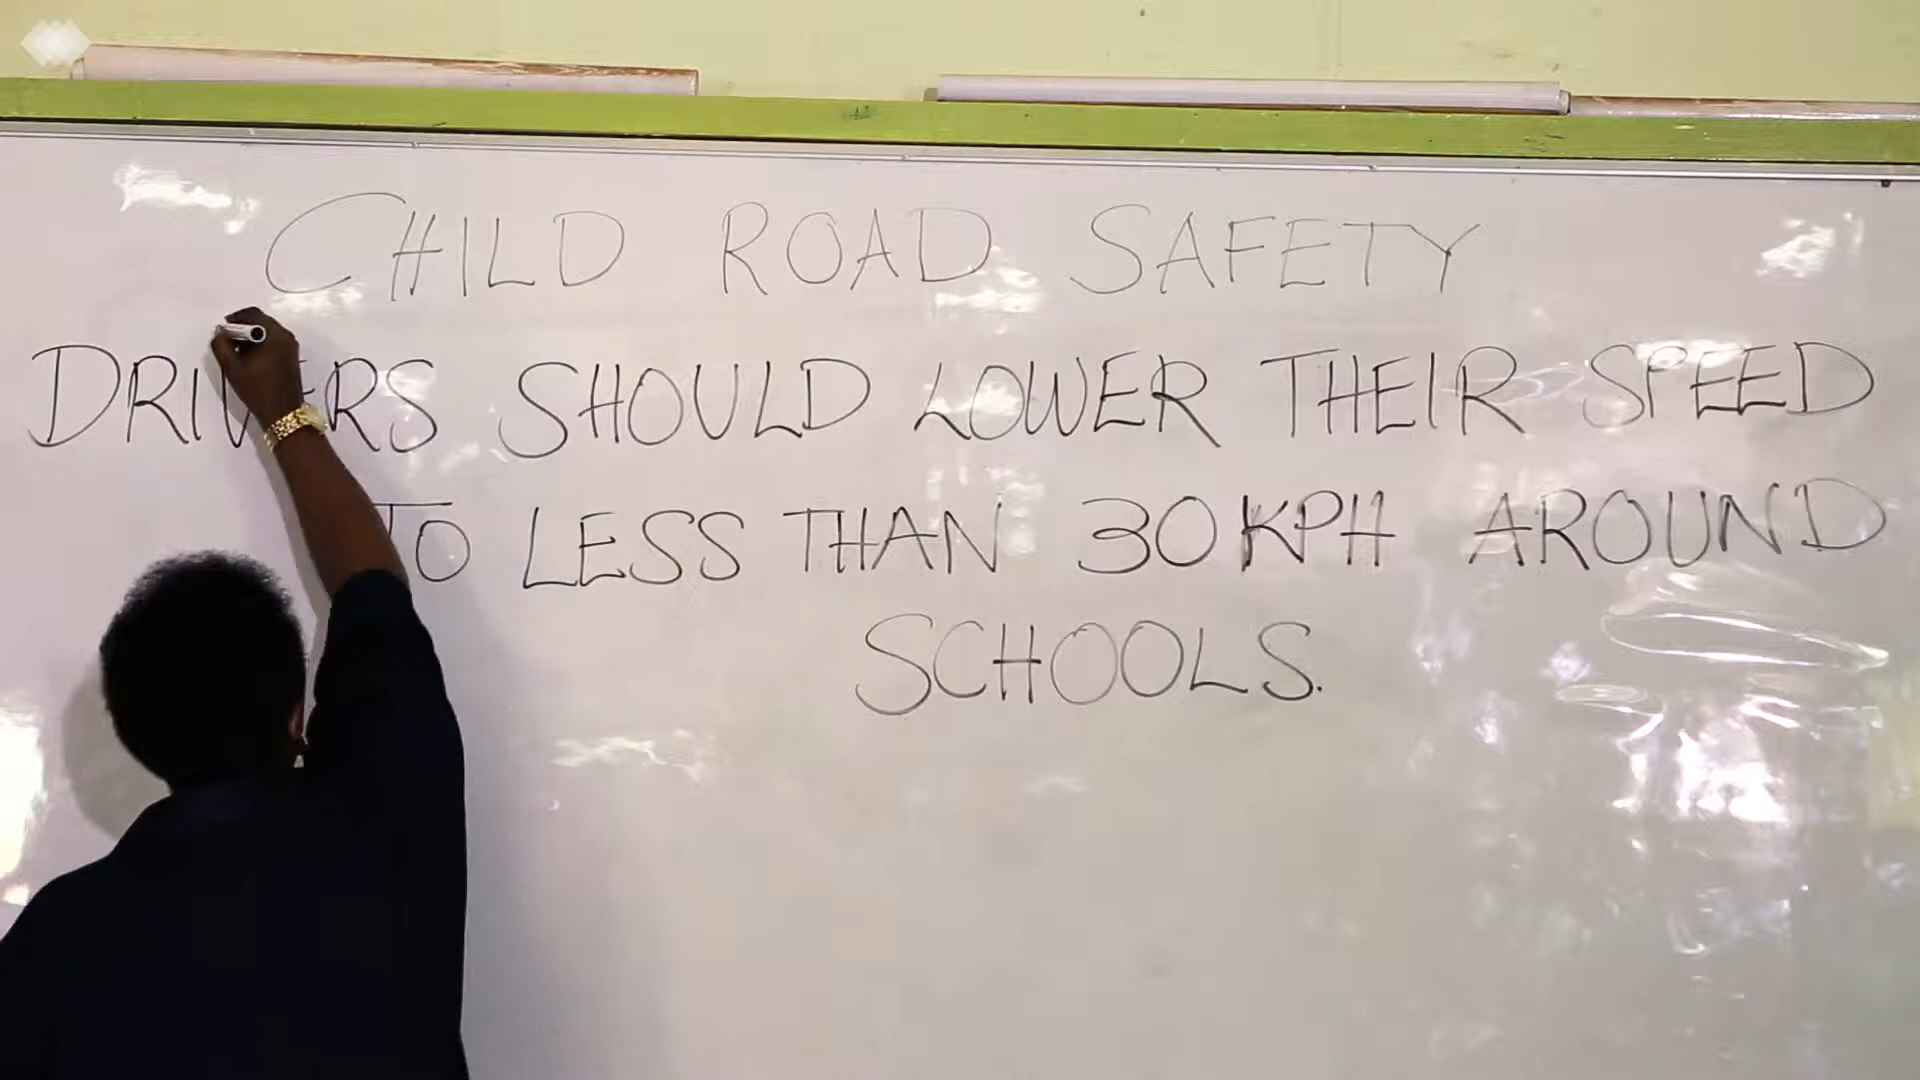 CHILD ROAD SAFETY
DRIVERS SHOULD LOWER THEIR SPEED
TO LESS THAN 30 KPH AROUND
SCHOOLS.